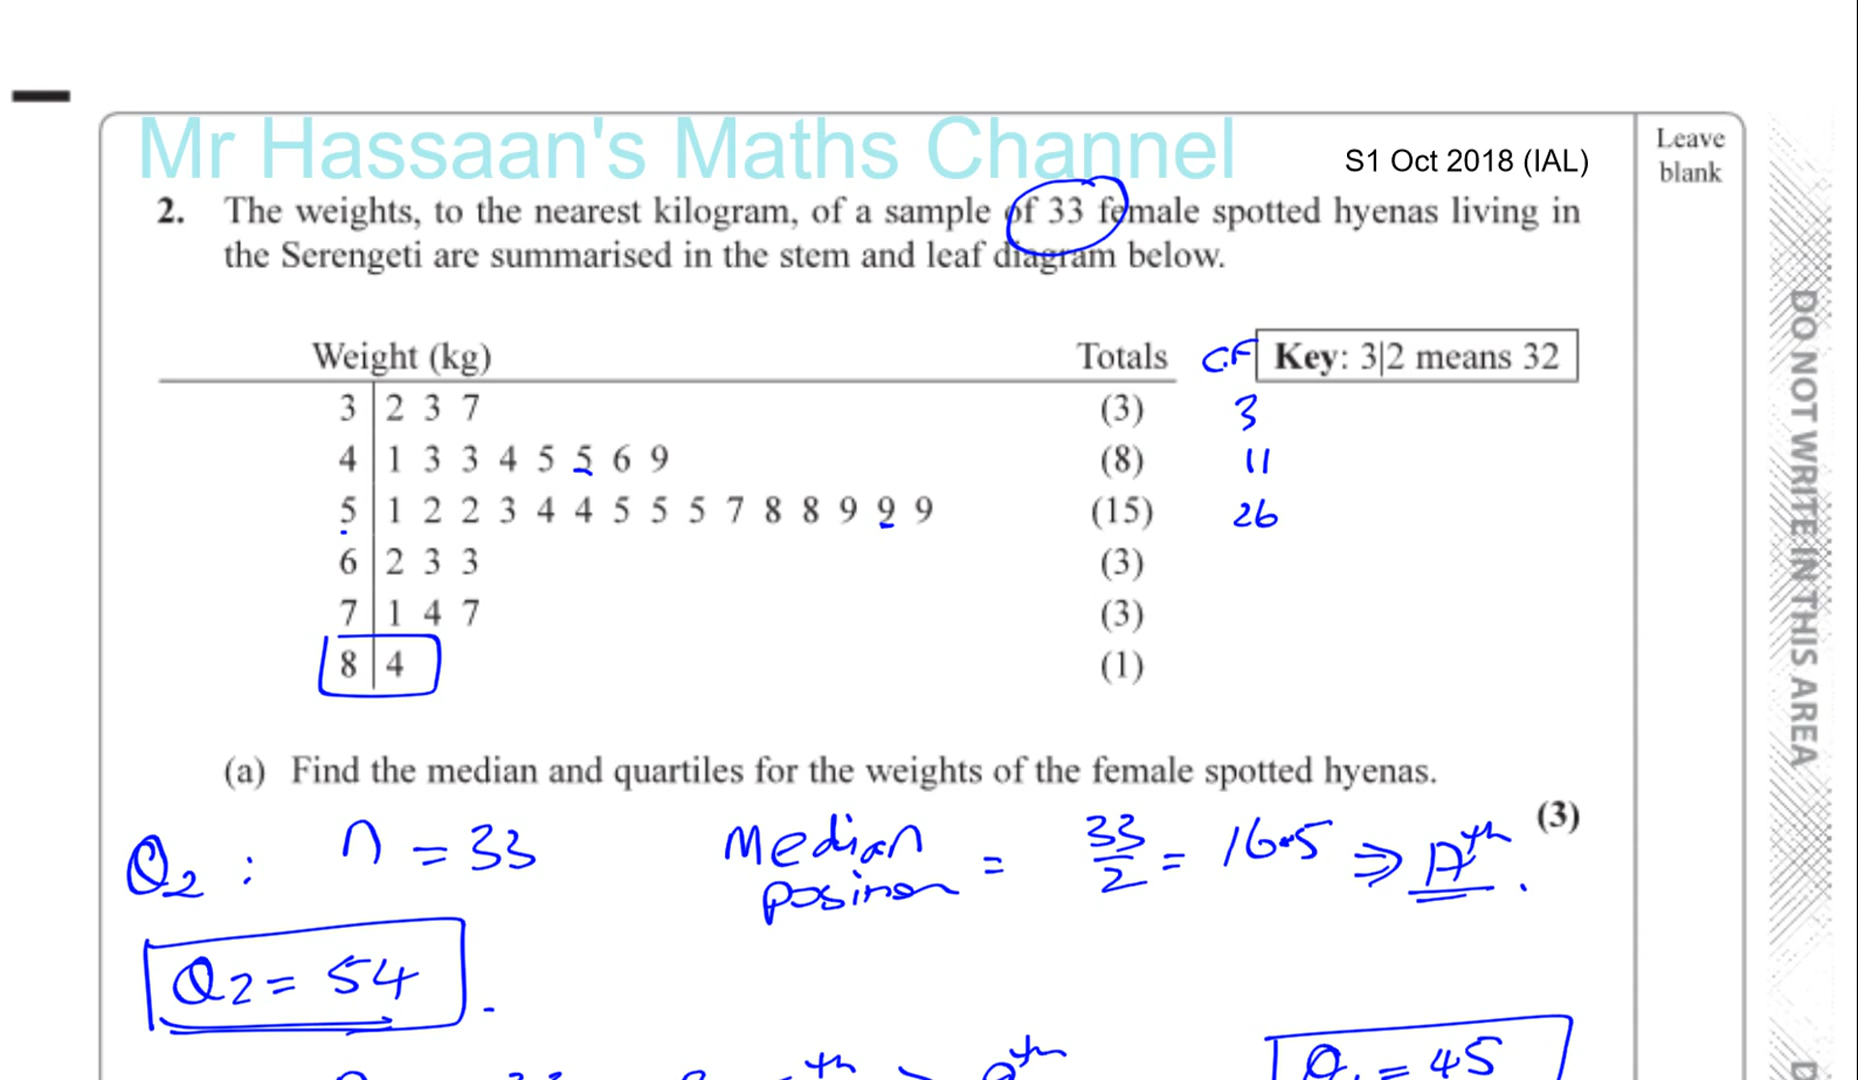 Mr Hassaan's Maths Channel
S1 Oct 2018 (IAL)
Leave
blank
2. The weights, to the nearest kilogram, of a sample of 33 female spotted hyenas living in
the Serengeti are summarised in the stem and leaf diagram below.
Weight (kg) Totals C.F Key: 3|2 means 32
3 | 2 3 7 (3) 3
4 | 1 3 3 4 5 5 6 9 (8) 11
5 | 1 2 2 3 4 4 5 5 5 7 8 8 9 9 9 (15) 26
6 | 2 3 3 (3)
7 | 1 4 7 (3)
8 | 4 (1)
(a) Find the median and quartiles for the weights of the female spotted hyenas.
(3)
Q2 : n = 33 Median position = 33/2 = 16.5 ⇒ 17th.
Q2 = 54.
th > 9th Q1 = 45
DO NOT WRITE IN THIS AREA